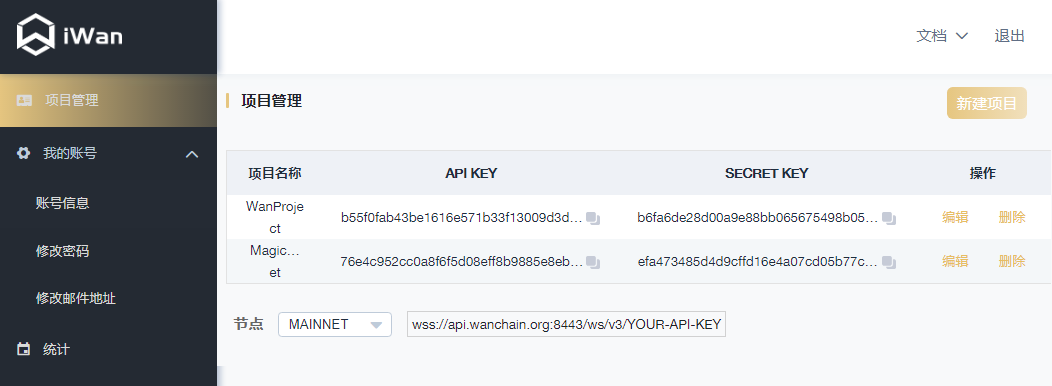 iWan
文档
退出
项目管理
我的账号
账号信息
修改密码
修改邮件地址
统计
项目管理
新建项目
项目名称 API KEY SECRET KEY 操作
WanProje
ct
b55f0fab43be1616e571b33f13009d3d... b6fa6de28d00a9e88bb065675498b05... 编辑 删除
Magic...
et
76e4c952cc0a8f6f5d08eff8b9885e8eb... efa473485d4d9cffd16e4a07cd05b77c... 编辑 删除
节点 MAINNET wss://api.wanchain.org:8443/ws/v3/YOUR-API-KEY